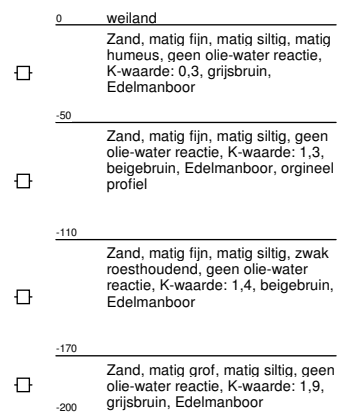 0 weiland
Zand, matig fijn, matig siltig, matig
humeus, geen olie-water reactie,
K-waarde: 0,3, grijsbruin,
Edelmanboor
-50
Zand, matig fijn, matig siltig, geen
olie-water reactie, K-waarde: 1,3,
beigebruin, Edelmanboor, orgineel
profiel
-110
Zand, matig fijn, matig siltig, zwak
roesthoudend, geen olie-water
reactie, K-waarde: 1,4, beigebruin,
Edelmanboor
-170
Zand, matig grof, matig siltig, geen
olie-water reactie, K-waarde: 1,9,
-200 grijsbruin, Edelmanboor